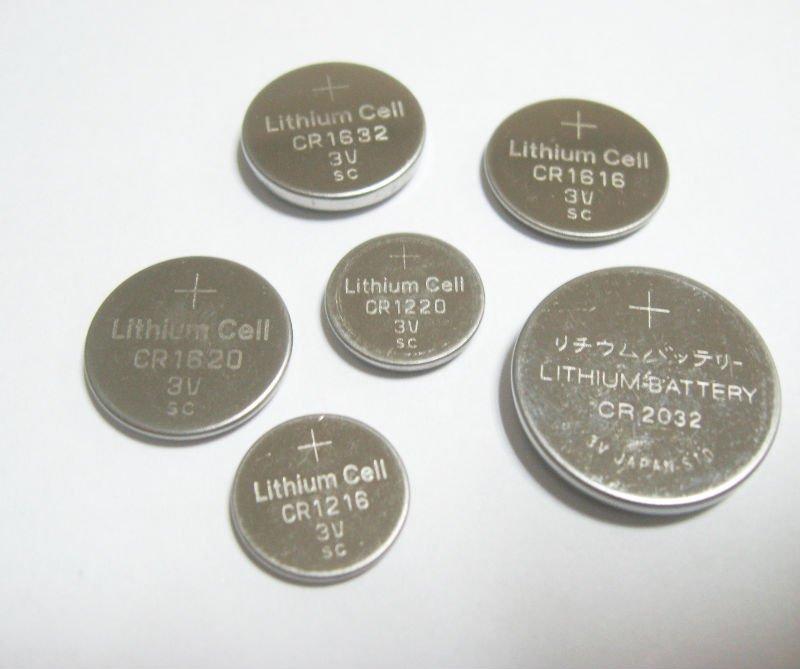 +
Lithium Cell
CR1632
3V
SC
+
Lithium Cell
CR1616
3V
SC
+
Lithium Cell
CR1220
3V
SC
+
Lithium Cell
CR1620
3V
SC
+
リチウムバッテリー
LITHIUM BATTERY
CR 2032
3V JAPAN
+
Lithium Cell
CR1216
3V
SC